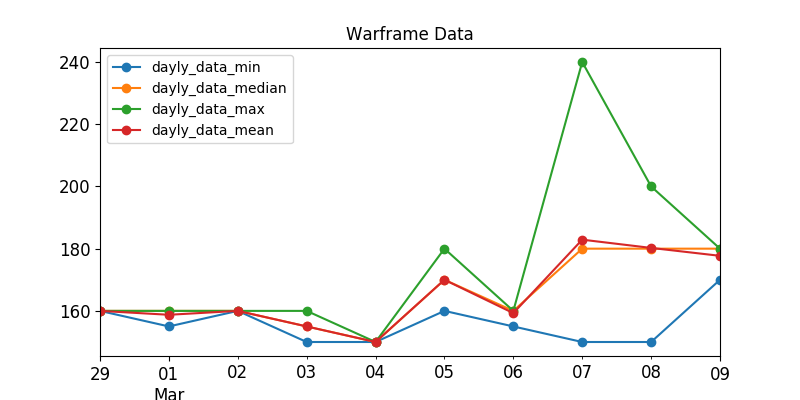 Warframe Data
dayly_data_min
dayly_data_median
dayly_data_max
dayly_data_mean
240
220
200
180
160
29 01 02 03 04 05 06 07 08 09
Mar